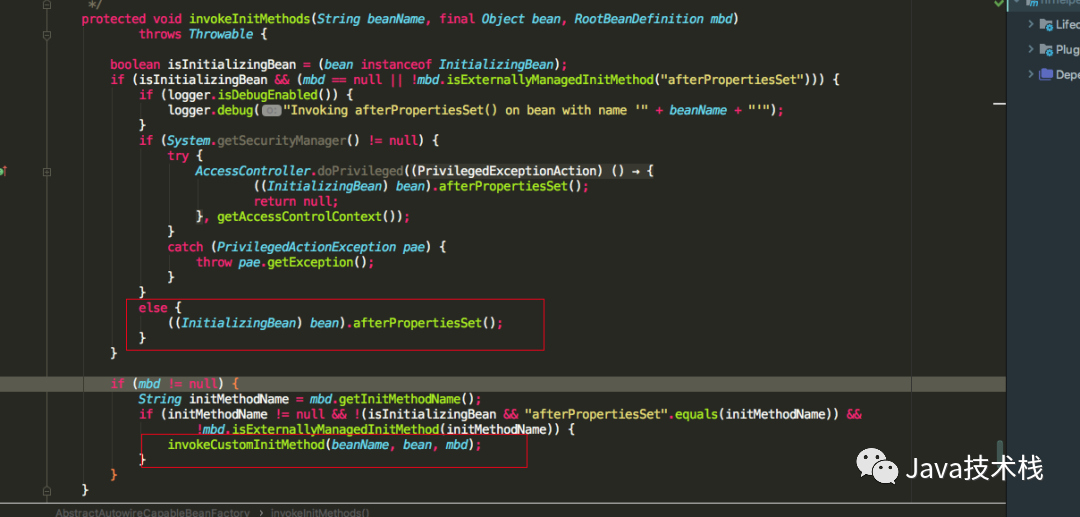 */
protected void invokeInitMethods(String beanName, final Object bean, RootBeanDefinition mbd)
throws Throwable {
boolean isInitializingBean = (bean instanceof InitializingBean);
if (isInitializingBean && (mbd == null || !mbd.isExternallyManagedInitMethod("afterPropertiesSet"))) {
if (logger.isDebugEnabled()) {
logger.debug( o: "Invoking afterPropertiesSet() on bean with name '" + beanName + "'");
}
if (System.getSecurityManager() != null) {
try {
AccessController.doPrivileged((PrivilegedExceptionAction) () → {
((InitializingBean) bean).afterPropertiesSet();
return null;
}, getAccessControlContext());
}
catch (PrivilegedActionException pae) {
throw pae.getException();
}
}
else {
((InitializingBean) bean).afterPropertiesSet();
}
}
if (mbd != null) {
String initMethodName = mbd.getInitMethodName();
if (initMethodName != null && !(isInitializingBean && "afterPropertiesSet".equals(initMethodName)) &&
!mbd.isExternallyManagedInitMethod(initMethodName)) {
invokeCustomInitMethod(beanName, bean, mbd);
}
}
}
AbstractAutowireCapableBeanFactory > invokeInitMethods()
Lifec
Plug
Depe
Java技术栈